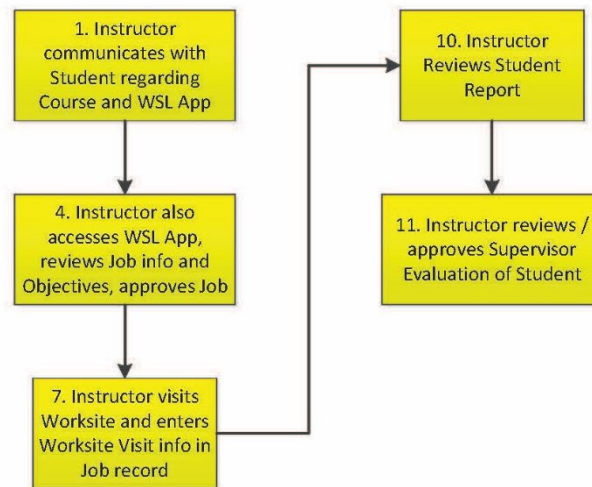 1. Instructor
communicates with
Student regarding
Course and WSL App
4. Instructor also
accesses WSL App,
reviews Job info and
Objectives, approves Job
7. Instructor visits
Worksite and enters
Worksite Visit info in
Job record
10. Instructor
Reviews Student
Report
11. Instructor reviews /
approves Supervisor
Evaluation of Student